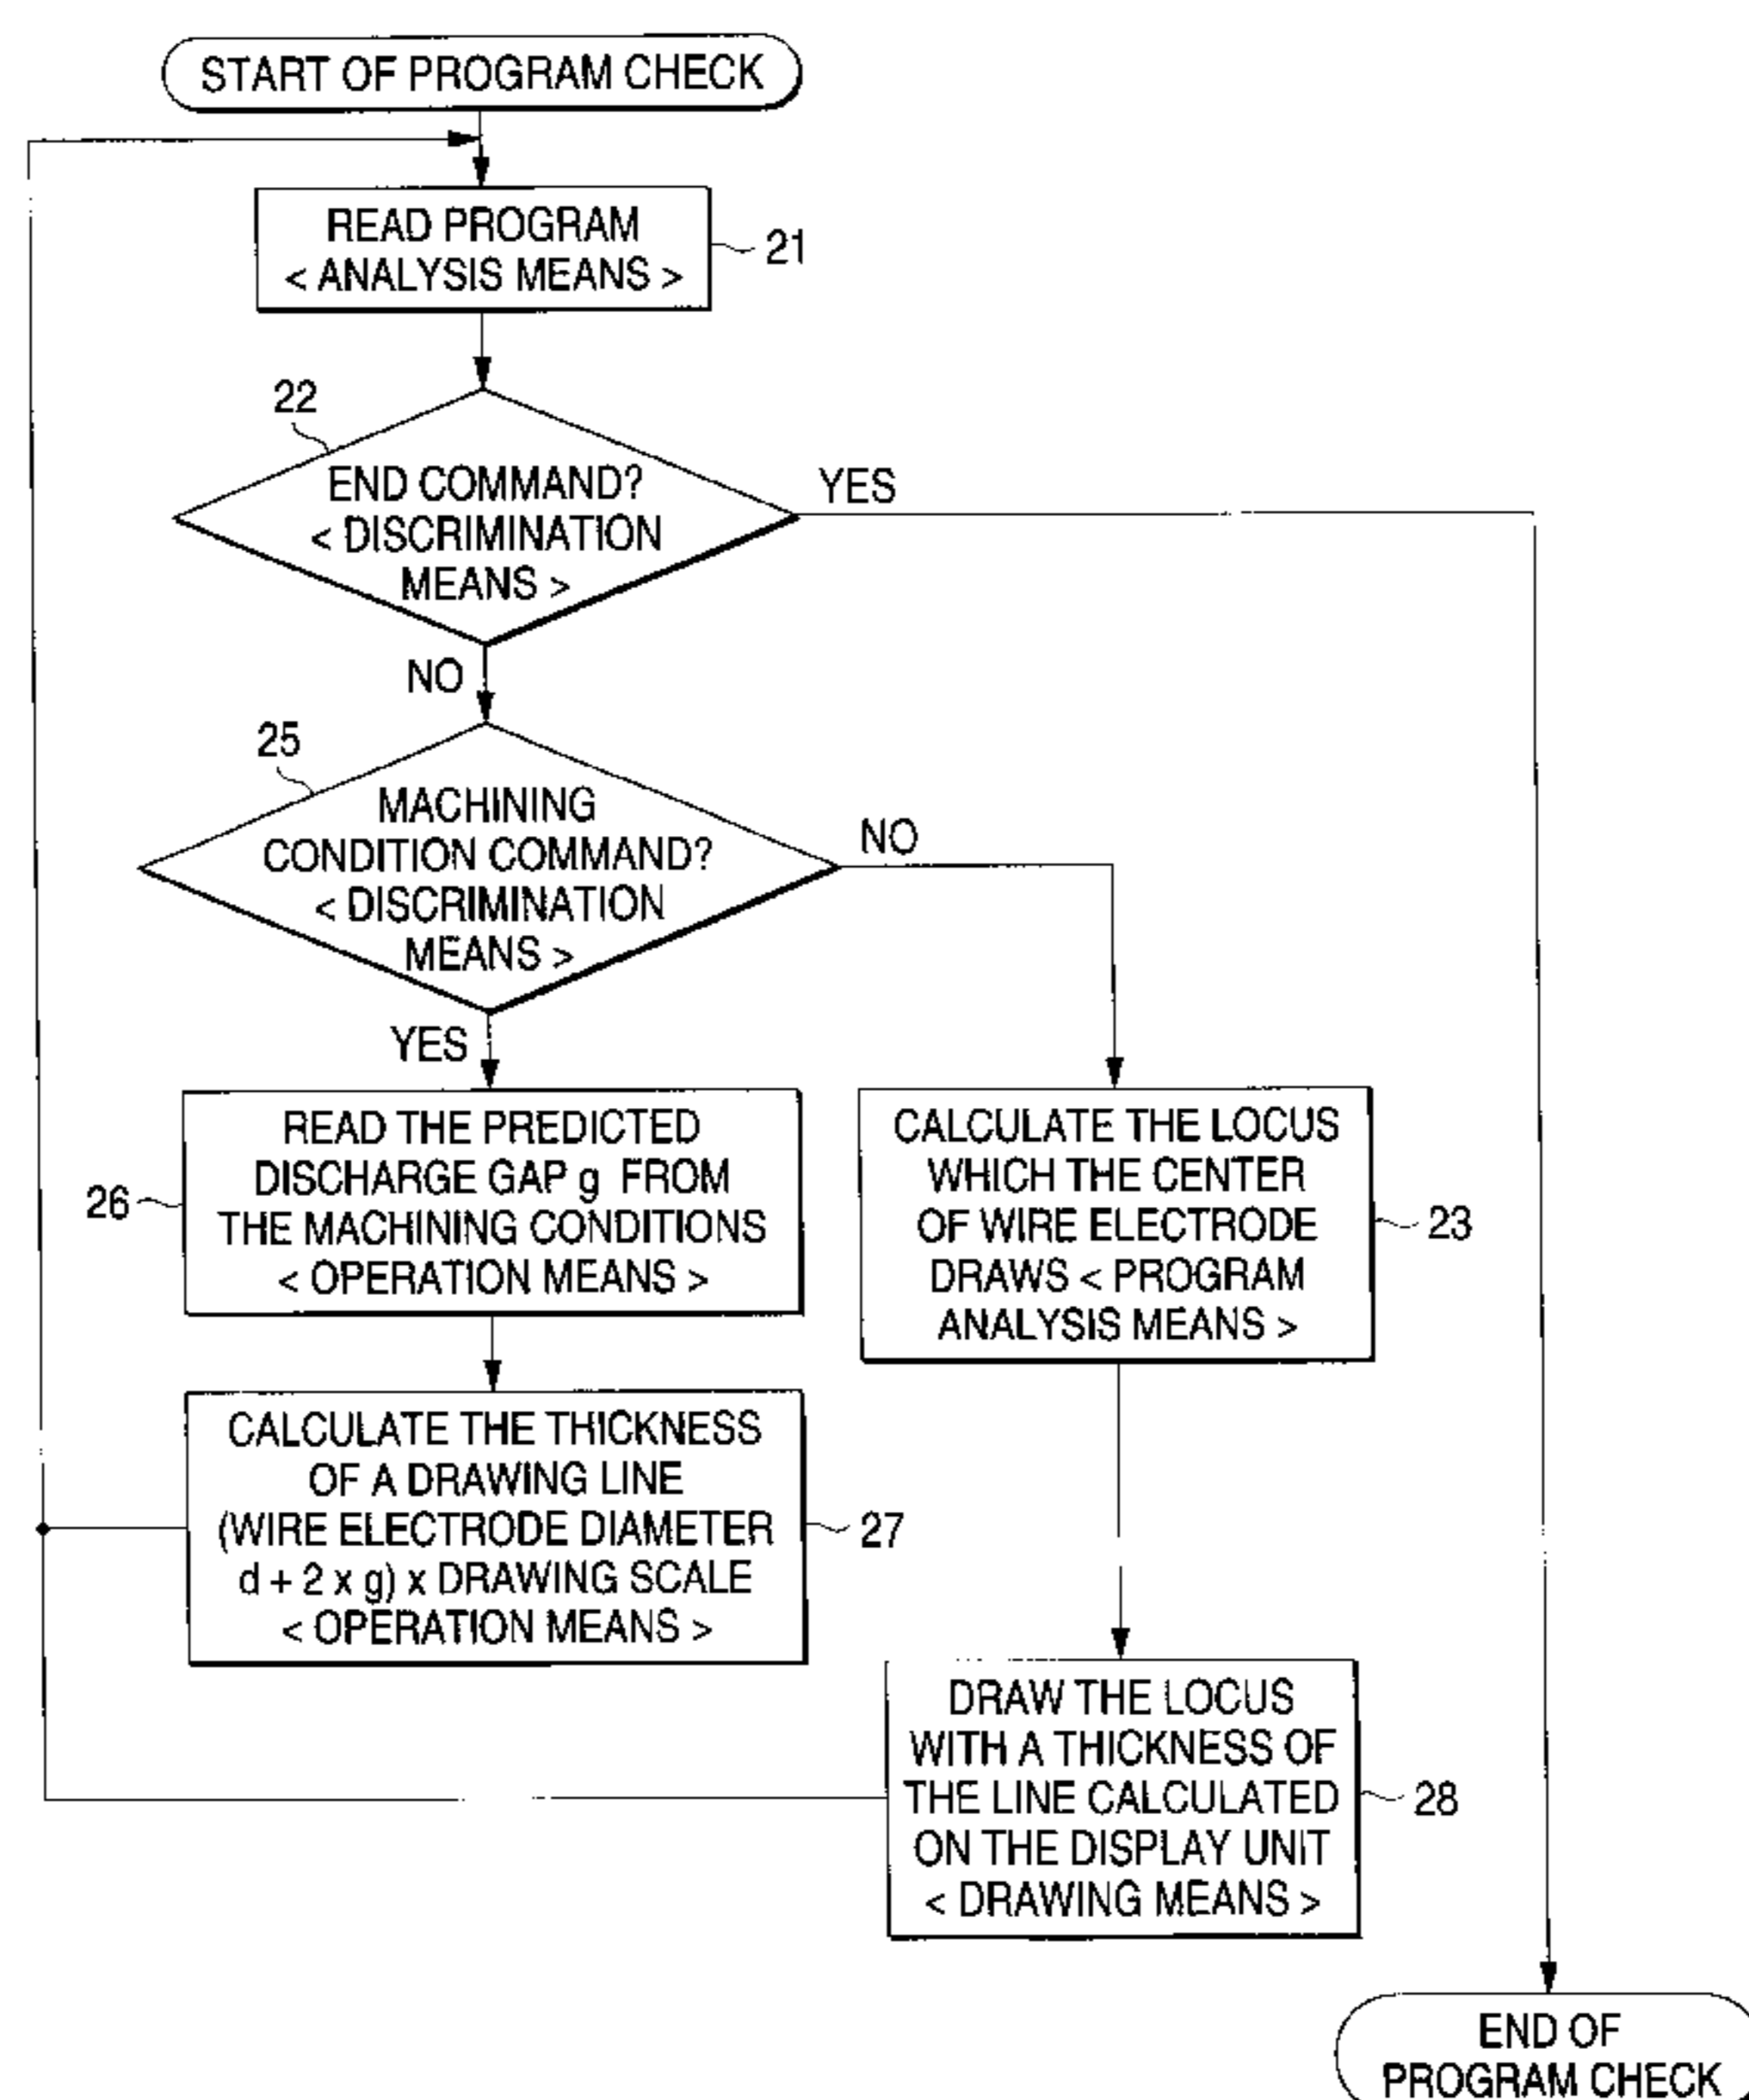 START OF PROGRAM CHECK
READ PROGRAM
< ANALYSIS MEANS >
21
22
END COMMAND?
< DISCRIMINATION
MEANS >
YES
NO
25
MACHINING
CONDITION COMMAND?
< DISCRIMINATION
MEANS >
NO
YES
READ THE PREDICTED
DISCHARGE GAP g FROM
THE MACHINING CONDITIONS
< OPERATION MEANS >
26
CALCULATE THE LOCUS
WHICH THE CENTER
OF WIRE ELECTRODE
DRAWS < PROGRAM
ANALYSIS MEANS >
23
CALCULATE THE THICKNESS
OF A DRAWING LINE
(WIRE ELECTRODE DIAMETER
d + 2 x g) x DRAWING SCALE
< OPERATION MEANS >
27
DRAW THE LOCUS
WITH A THICKNESS OF
THE LINE CALCULATED
ON THE DISPLAY UNIT
< DRAWING MEANS >
28
END OF
PROGRAM CHECK